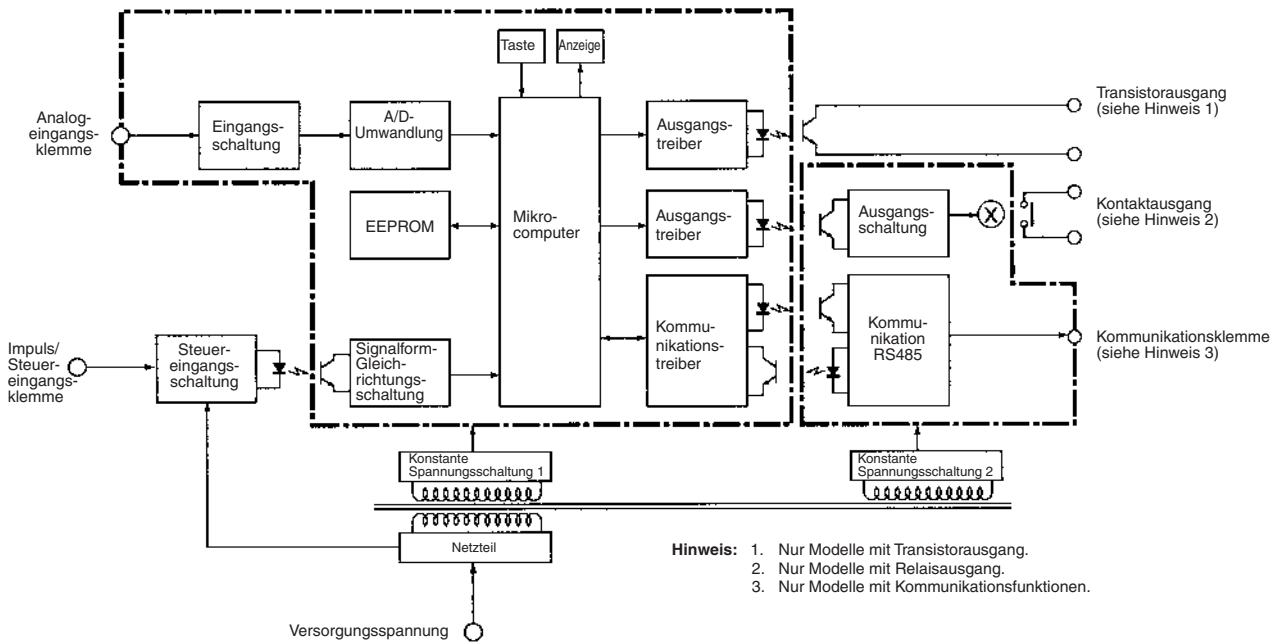 Taste
Anzeige
Analog-
eingangs-
klemme
Eingangs-
schaltung
A/D-
Umwandlung
Mikro-
computer
Ausgangs-
treiber
Transistorausgang
(siehe Hinweis 1)
EEPROM
Ausgangs-
treiber
Ausgangs-
schaltung
Kontaktausgang
(siehe Hinweis 2)
Impuls/
Steuer-
eingangs-
klemme
Steuer-
eingangs-
schaltung
Signalform-
Gleich-
richtungs-
schaltung
Kommu-
nikations-
treiber
Kommu-
nikation
RS485
Kommunikationsklemme
(siehe Hinweis 3)
Konstante
Spannungsschaltung 1
Konstante
Spannungsschaltung 2
Netzteil
Versorgungsspannung
Hinweis: 1. Nur Modelle mit Transistorausgang.
2. Nur Modelle mit Relaisausgang.
3. Nur Modelle mit Kommunikationsfunktionen.